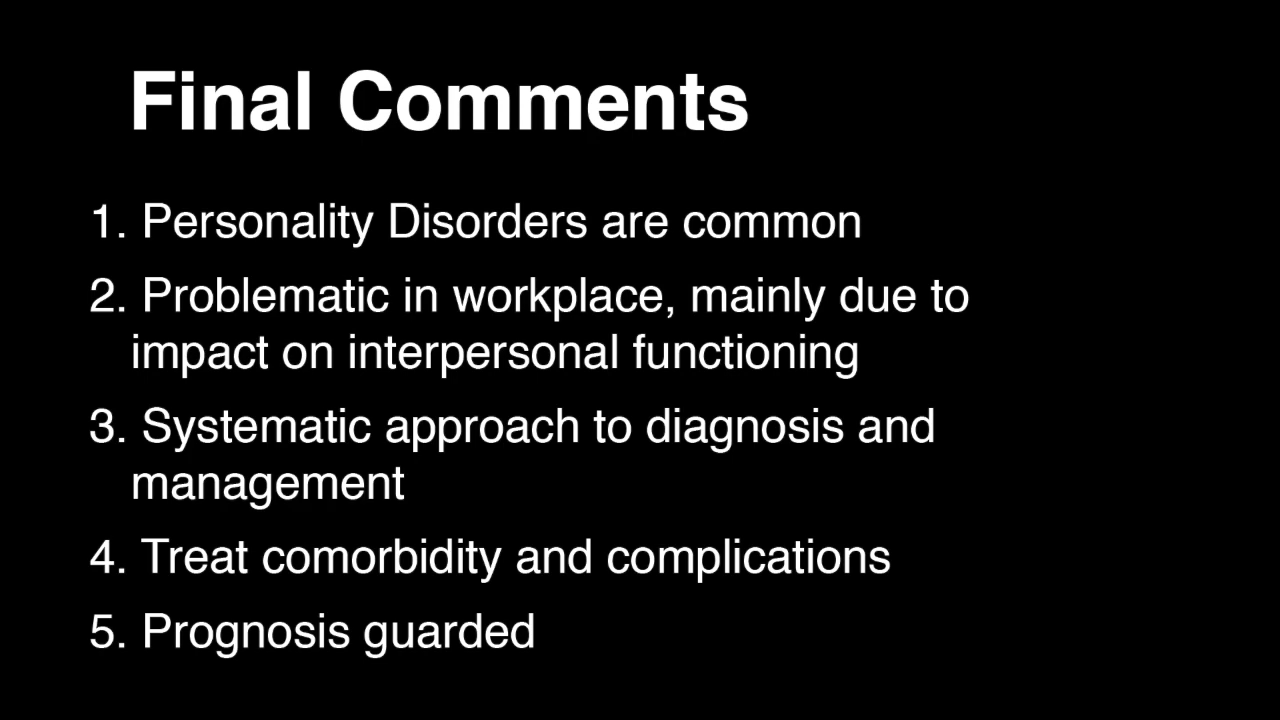 Final Comments
1. Personality Disorders are common
2. Problematic in workplace, mainly due to
impact on interpersonal functioning
3. Systematic approach to diagnosis and
management
4. Treat comorbidity and complications
5. Prognosis guarded